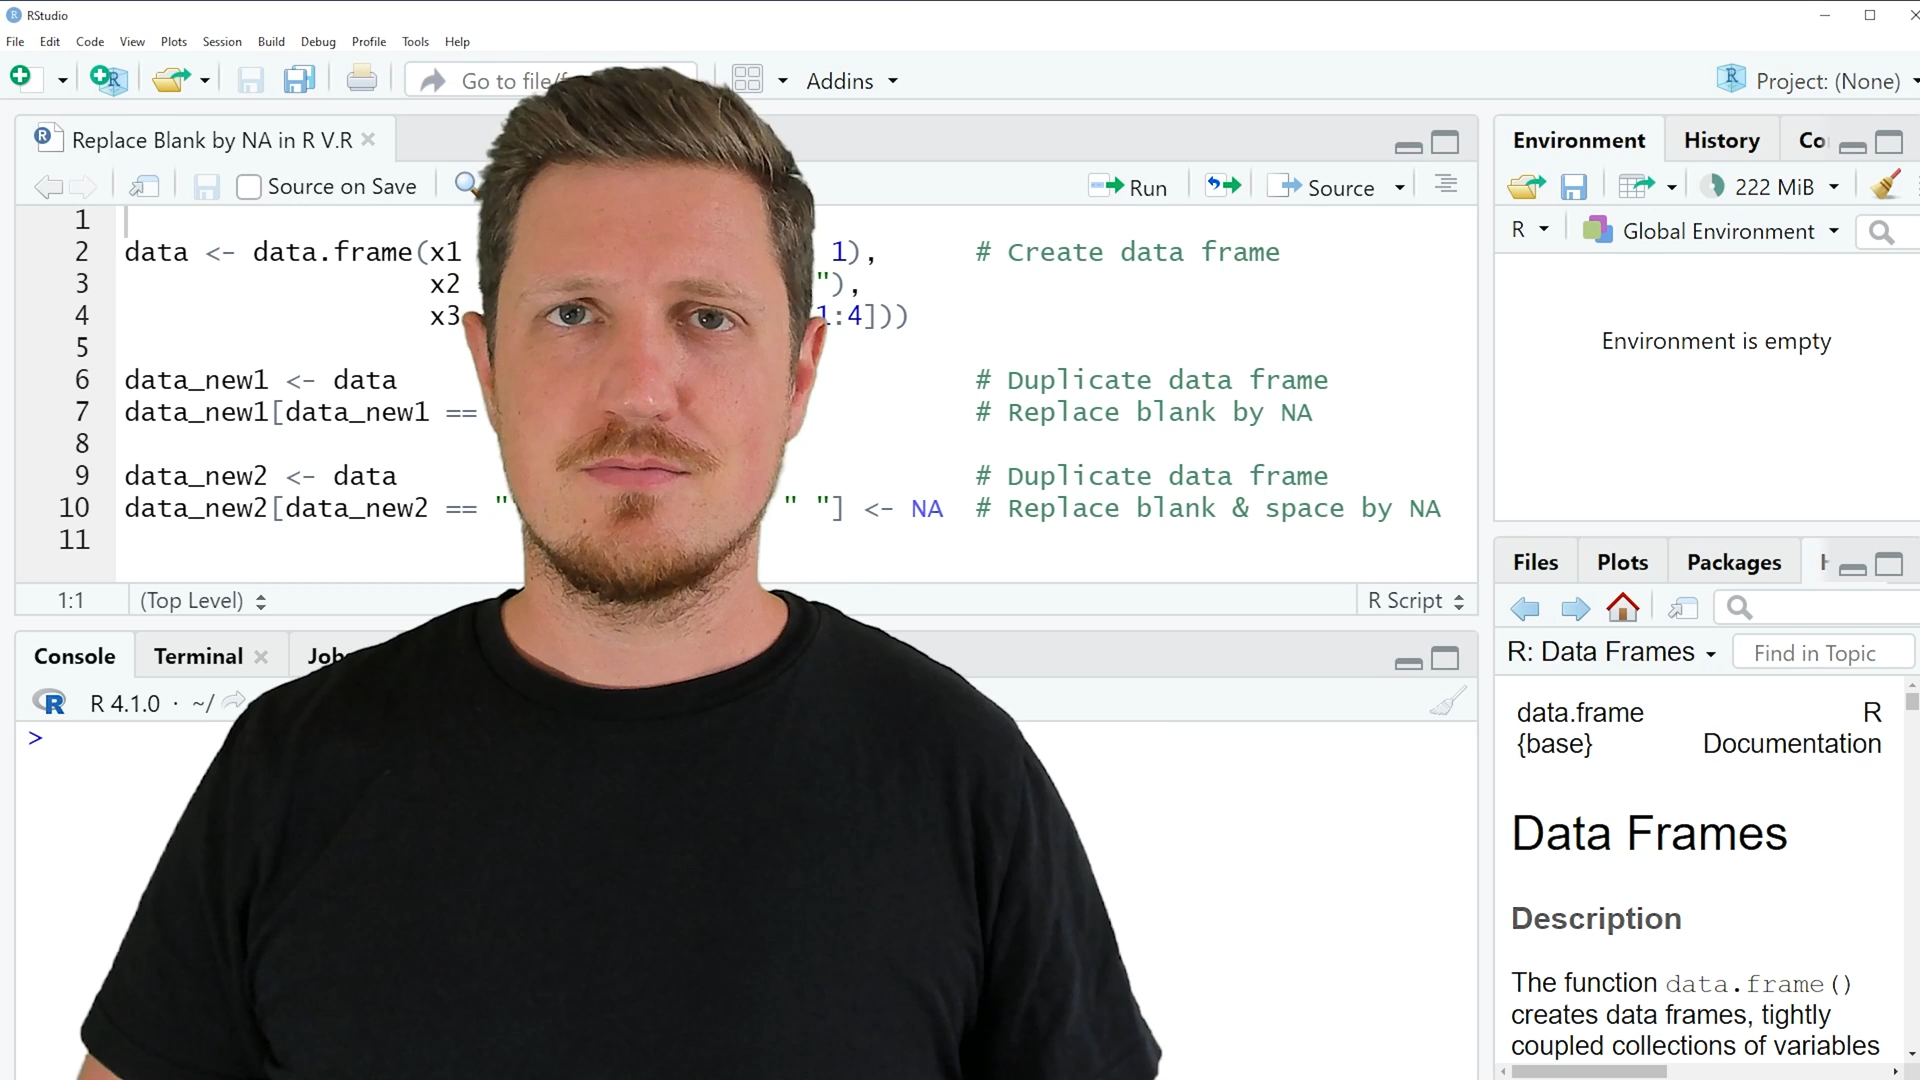 RStudio
File Edit Code View Plots Session Build Debug Profile Tools Help
Go to file/ Addins Project: (None)
Replace Blank by NA in R V.R
Source on Save Run Source
1
2 data <- data.frame(x1 1), # Create data frame
3 x2 "),
4 x3 1:4]))
5
6 data_new1 <- data # Duplicate data frame
7 data_new1[data_new1 == # Replace blank by NA
8
9 data_new2 <- data # Duplicate data frame
10 data_new2[data_new2 == " " "] <- NA # Replace blank & space by NA
11
1:1 (Top Level) R Script
Console Terminal
R 4.1.0 · ~/
>
Environment History
222 MiB
R Global Environment
Environment is empty
Files Plots Packages
R: Data Frames Find in Topic
data.frame R
{base} Documentation
Data Frames
Description
The function data.frame()
creates data frames, tightly
coupled collections of variables